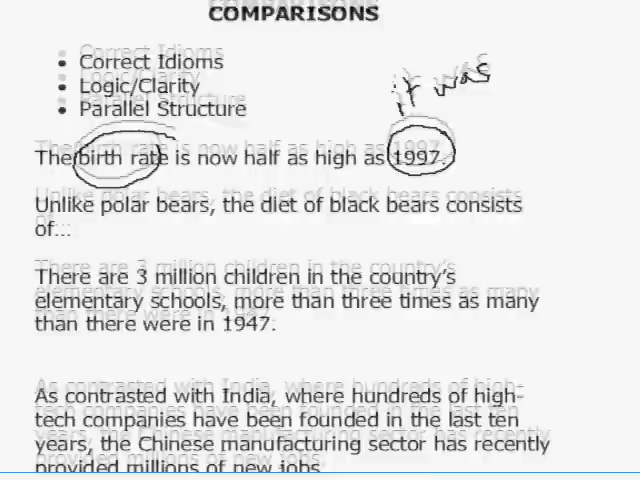 COMPARISONS
• Correct Idioms
• Logic/Clarity
• Parallel Structure
it was
The birth rate is now half as high as 1997.
Unlike polar bears, the diet of black bears consists
of...
There are 3 million children in the country's
elementary schools, more than three times as many
than there were in 1947.
As contrasted with India, where hundreds of high-
tech companies have been founded in the last ten
years, the Chinese manufacturing sector has recently
provided millions of new jobs.